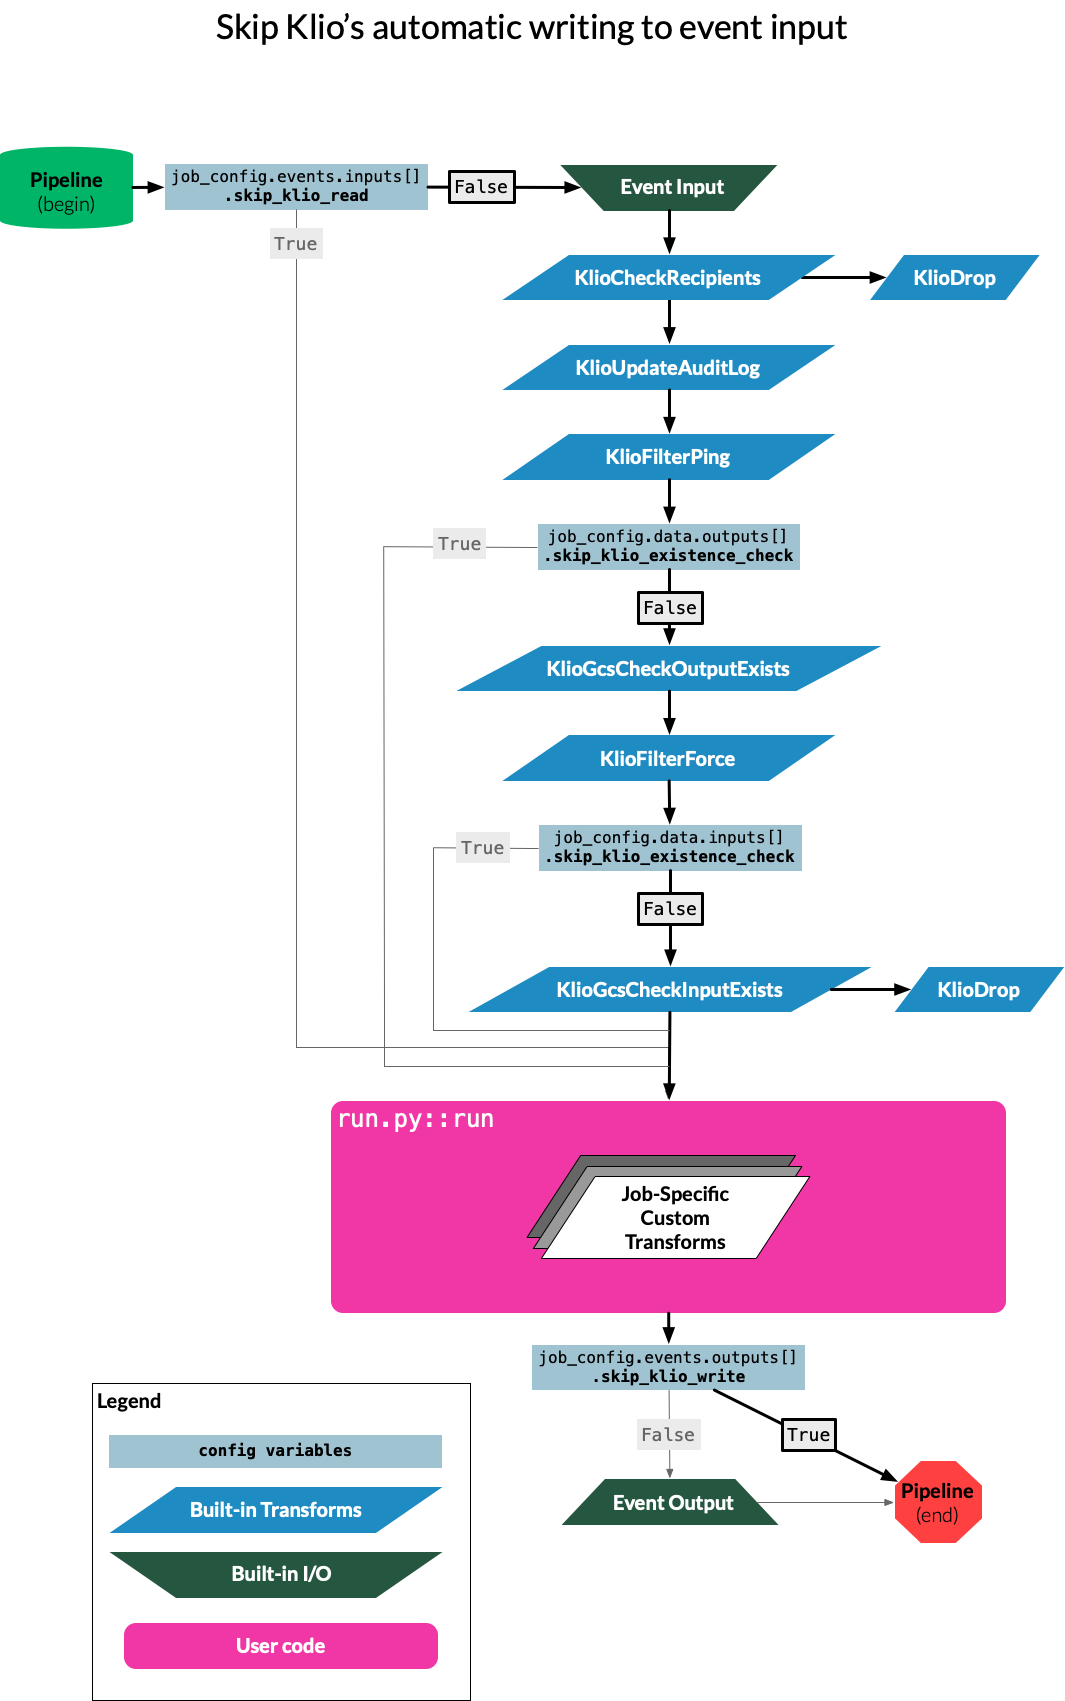 Skip Klio’s automatic writing to event input
Pipeline
(begin)
job_config.events.inputs[]
.skip_klio_read
False
Event Input
True
KlioCheckRecipients
KlioDrop
KlioUpdateAuditLog
KlioFilterPing
job_config.data.outputs[]
.skip_klio_existence_check
True
False
KlioGcsCheckOutputExists
KlioFilterForce
job_config.data.inputs[]
.skip_klio_existence_check
True
False
KlioGcsCheckInputExists
KlioDrop
run.py::run
Job-Specific
Custom
Transforms
job_config.events.outputs[]
.skip_klio_write
False
True
Event Output
Pipeline
(end)
Legend
config variables
Built-in Transforms
Built-in I/O
User code